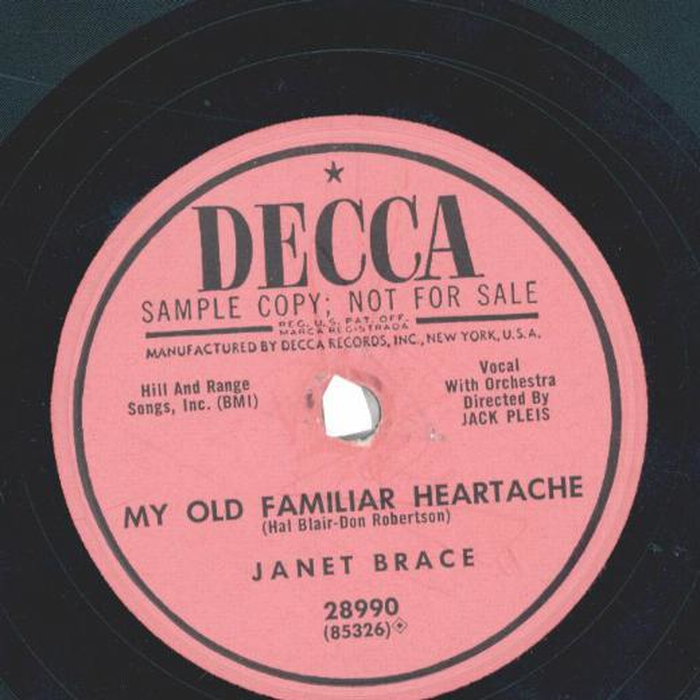 DECCA
SAMPLE COPY; NOT FOR SALE
REG. U.S. PAT. OFF.
MARCA REGISTRADA
MANUFACTURED BY DECCA RECORDS, INC., NEW YORK, U.S.A.
Hill And Range
Songs, Inc. (BMI)
Vocal
With Orchestra
Directed By
JACK PLEIS
MY OLD FAMILIAR HEARTACHE
(Hal Blair-Don Robertson)
JANET BRACE
28990
(85326)